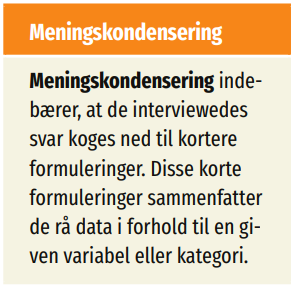 Meningskondensering
Meningskondensering inde-
bærer, at de interviewedes
svar koges ned til kortere
formuleringer. Disse korte
formuleringer sammenfatter
de rå data i forhold til en gi-
ven variabel eller kategori.